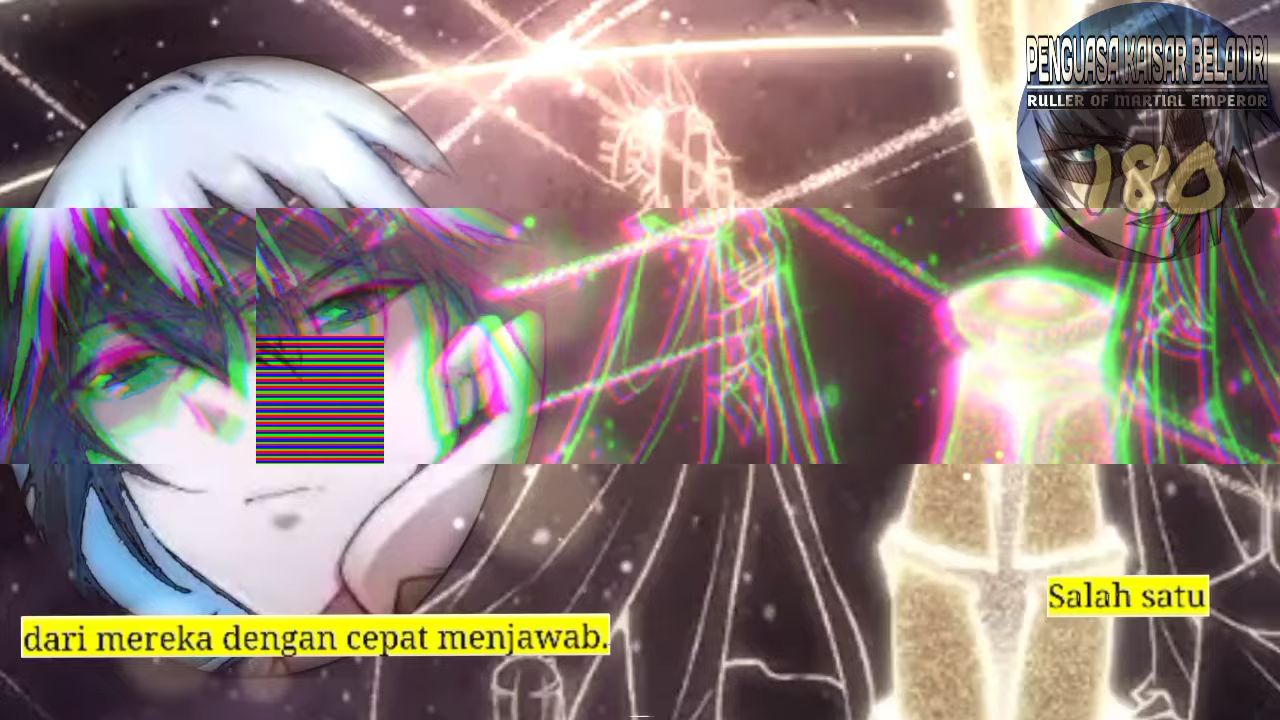 PENGUASA KAISAR BELADIRI
RULLER OF MARTIAL EMPEROR
180
Salah satu
dari mereka dengan cepat menjawab.